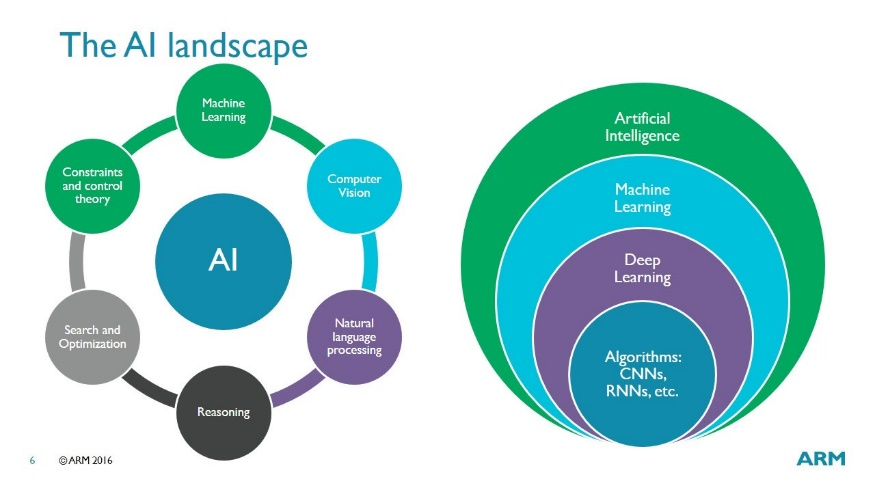 The AI landscape
Machine
Learning
Computer
Vision
Natural
language
processing
Reasoning
Search and
Optimization
Constraints
and control
theory
AI
Artificial
Intelligence
Machine
Learning
Deep
Learning
Algorithms:
CNNs,
RNNs, etc.
6 © ARM 2016
ARM